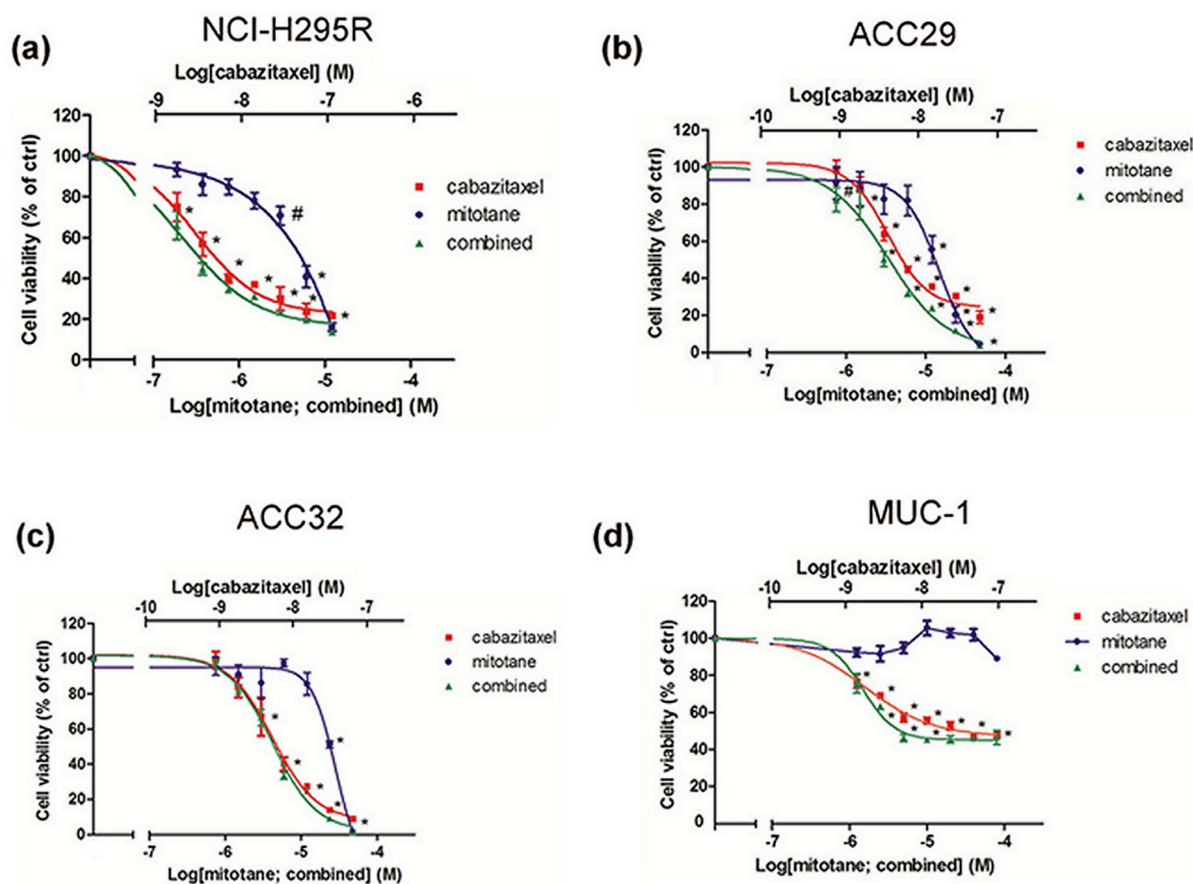 (a)
NCI-H295R
Log[cabazitaxel] (M)
-9 -8 -7 -6
120
100
80
60
40
20
0
Cell viability (% of ctrl)
* * * * * * *
#
*
cabazitaxel
mitotane
combined
-7 -6 -5 -4
Log[mitotane; combined] (M)
(b)
ACC29
Log[cabazitaxel] (M)
-10 -9 -8 -7
120
100
80
60
40
20
0
Cell viability (% of ctrl)
#
* * * * * * * * * * * * *
cabazitaxel
mitotane
combined
-7 -6 -5 -4
Log[mitotane; combined] (M)
(c)
ACC32
Log[cabazitaxel] (M)
-10 -9 -8 -7
120
100
80
60
40
20
0
Cell viability (% of ctrl)
* * * * * *
cabazitaxel
mitotane
combined
-7 -6 -5 -4
Log[mitotane; combined] (M)
(d)
MUC-1
Log[cabazitaxel] (M)
-10 -9 -8 -7
120
100
80
60
40
20
0
Cell viability (% of ctrl)
* * * * * * * * * * * *
cabazitaxel
mitotane
combined
-7 -6 -5 -4
Log[mitotane; combined] (M)